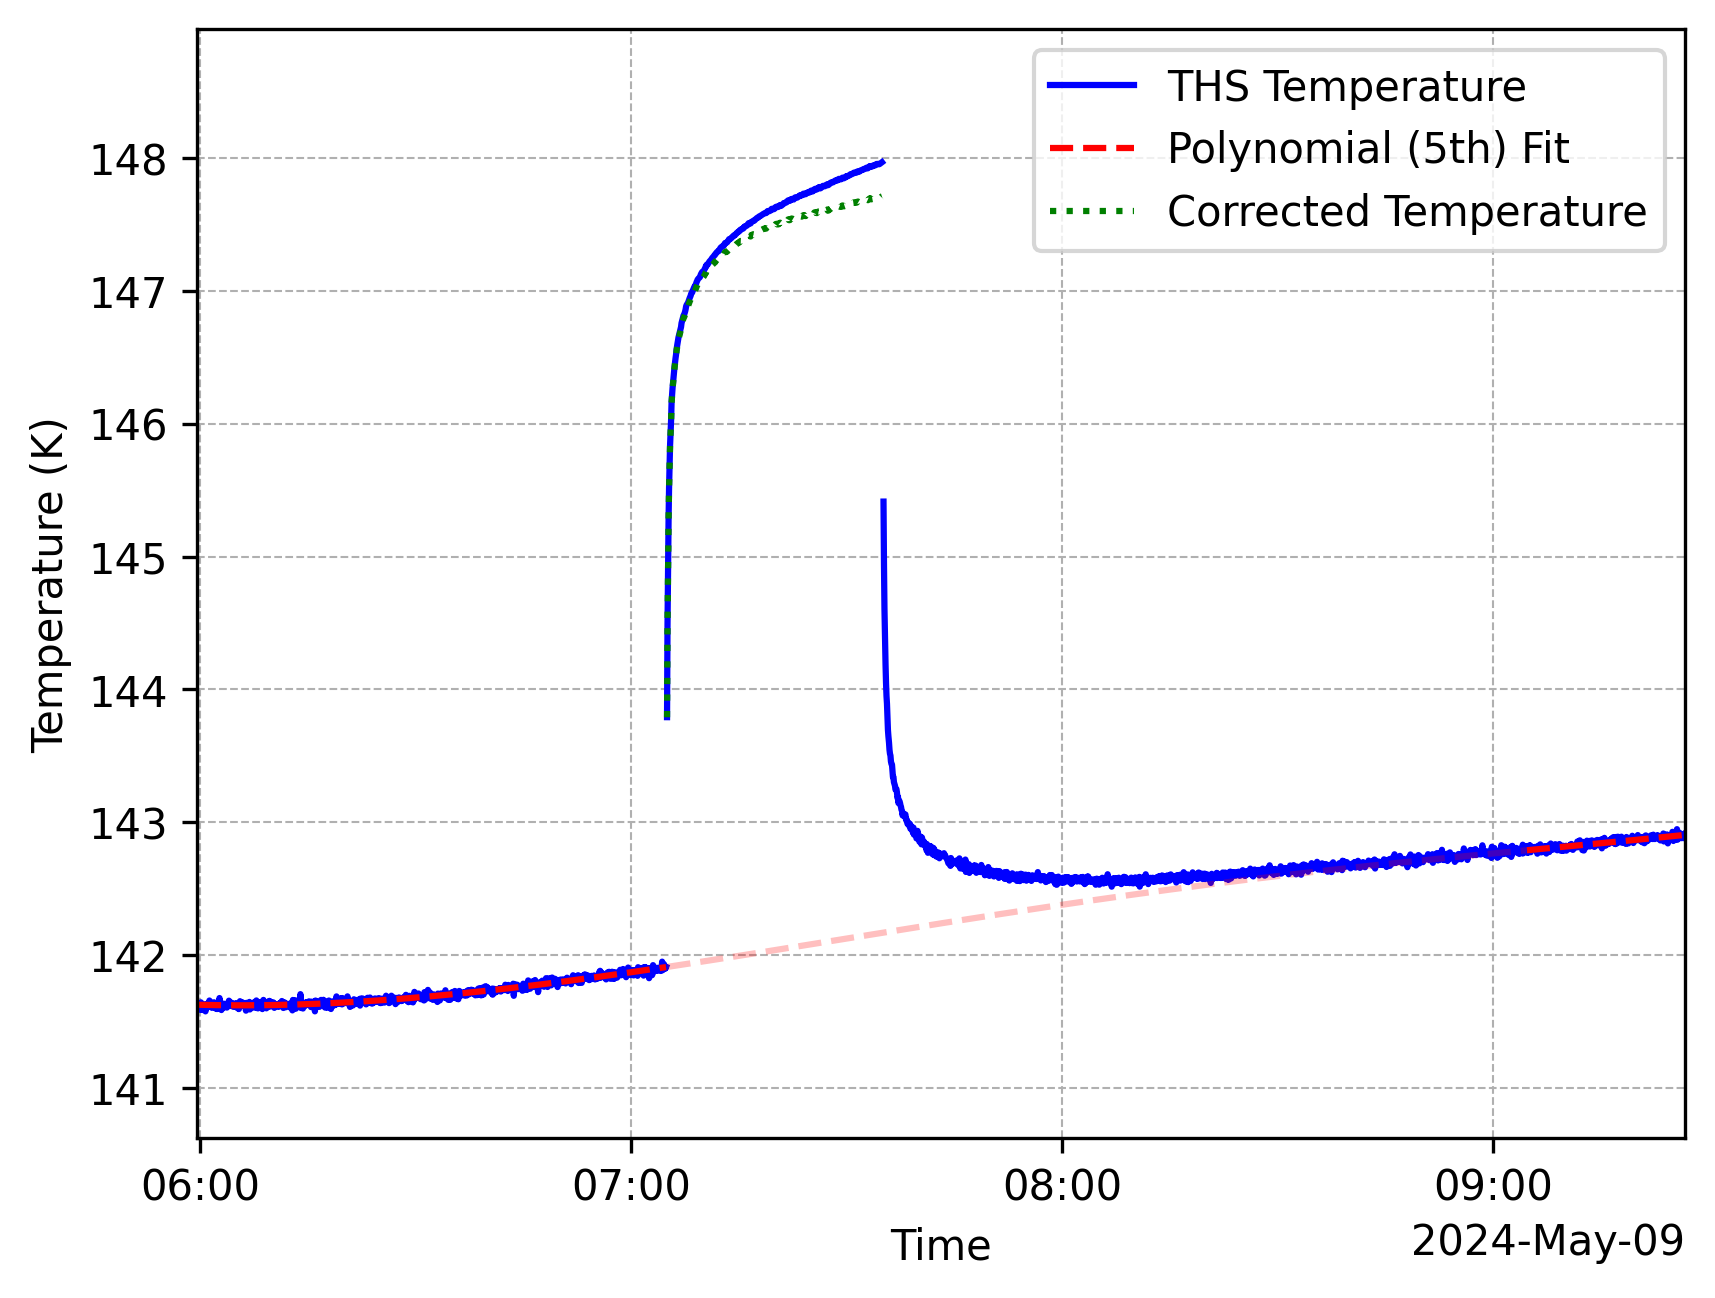 THS Temperature
Polynomial (5th) Fit
Corrected Temperature
148
147
146
145
144
143
142
141
Temperature (K)
06:00
07:00
08:00
09:00
Time
2024-May-09